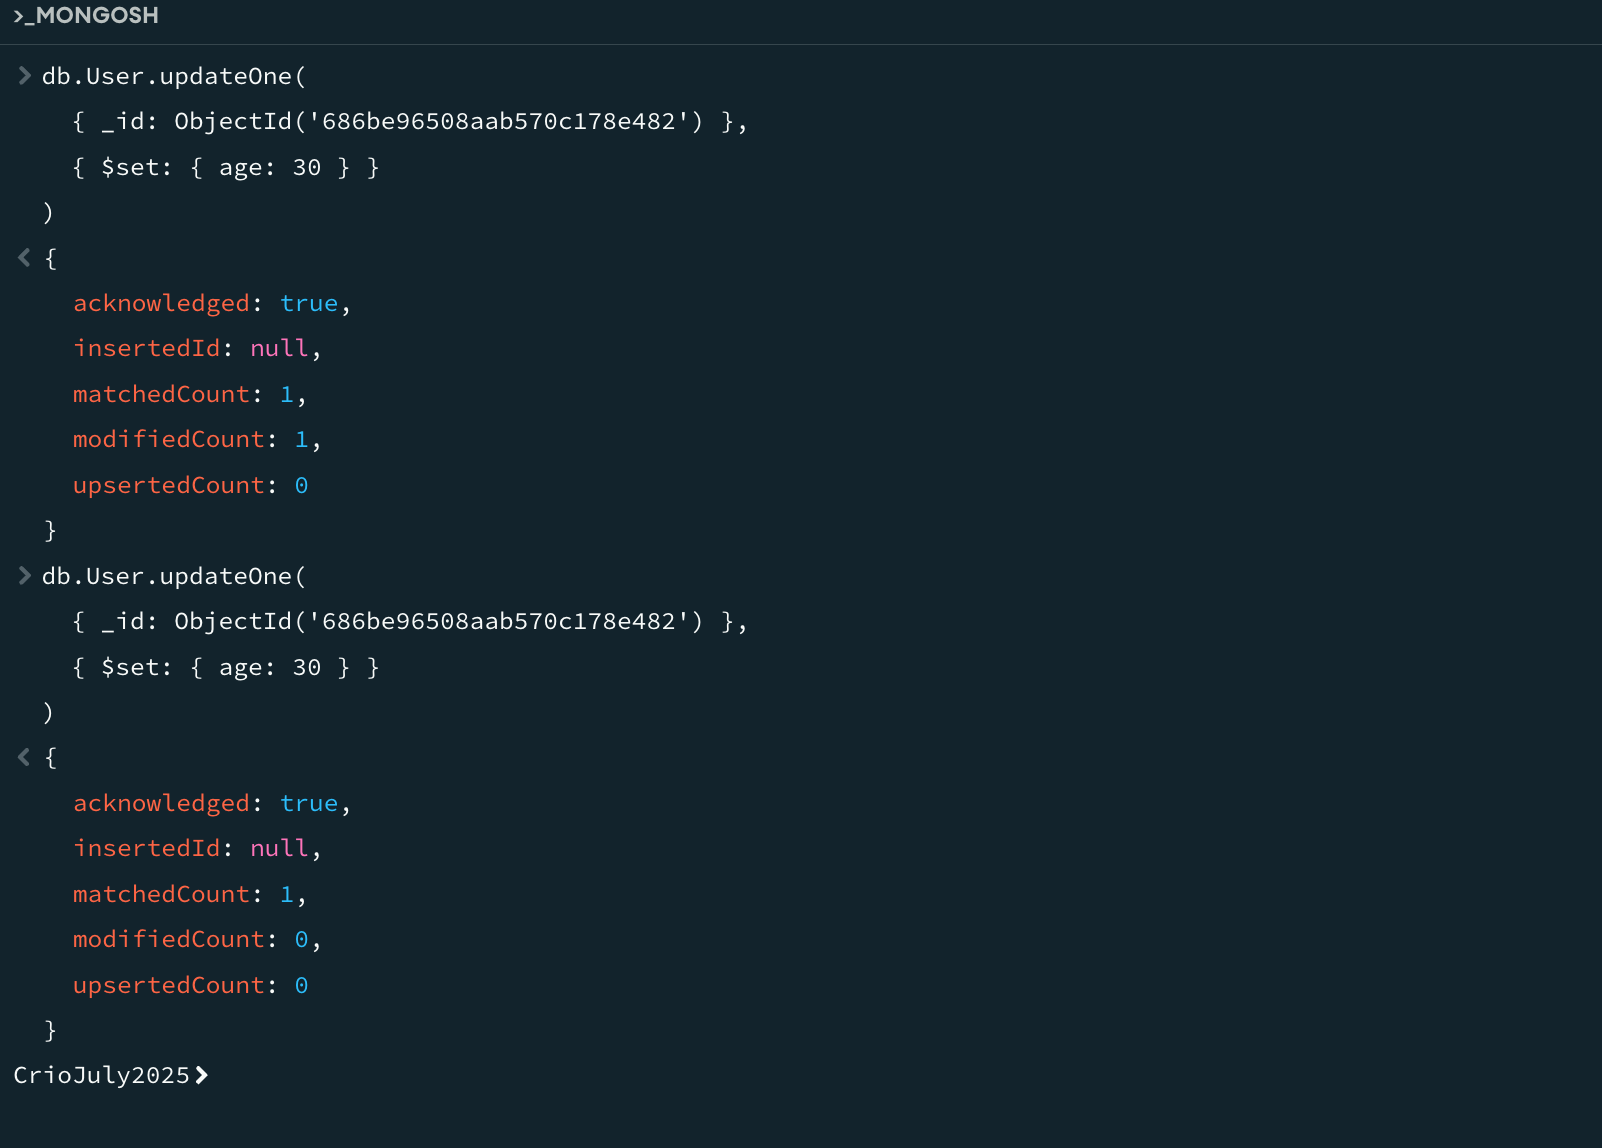 >_MONGOSH
> db.User.updateOne(
{ _id: ObjectId('686be96508aab570c178e482') },
{ $set: { age: 30 } }
)
< {
acknowledged: true,
insertedId: null,
matchedCount: 1,
modifiedCount: 1,
upsertedCount: 0
}
> db.User.updateOne(
{ _id: ObjectId('686be96508aab570c178e482') },
{ $set: { age: 30 } }
)
< {
acknowledged: true,
insertedId: null,
matchedCount: 1,
modifiedCount: 0,
upsertedCount: 0
}
CrioJuly2025>